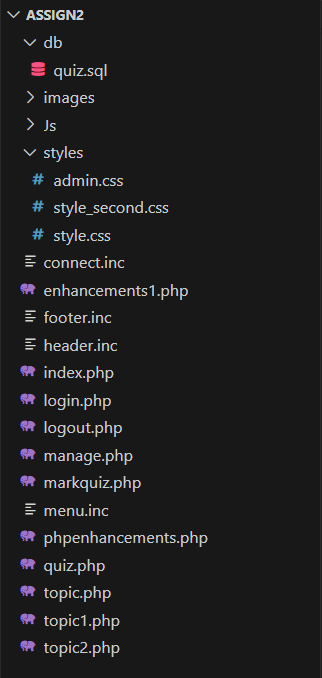 ASSIGN2
db
quiz.sql
images
Js
styles
admin.css
style_second.css
style.css
connect.inc
enhancements1.php
footer.inc
header.inc
index.php
login.php
logout.php
manage.php
markquiz.php
menu.inc
phpenhancements.php
quiz.php
topic.php
topic1.php
topic2.php